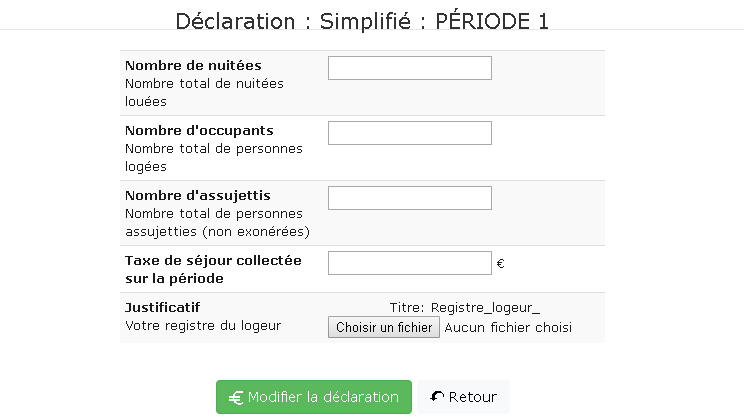 Déclaration : Simplifié : PÉRIODE 1
Nombre de nuitées
Nombre total de nuitées
louées
Nombre d'occupants
Nombre total de personnes
logées
Nombre d'assujettis
Nombre total de personnes
assujetties (non exonérées)
Taxe de séjour collectée
sur la période
€
Justificatif
Votre registre du logeur
Titre: Registre_logeur_
Choisir un fichier Aucun fichier choisi
Modifier la déclaration
Retour